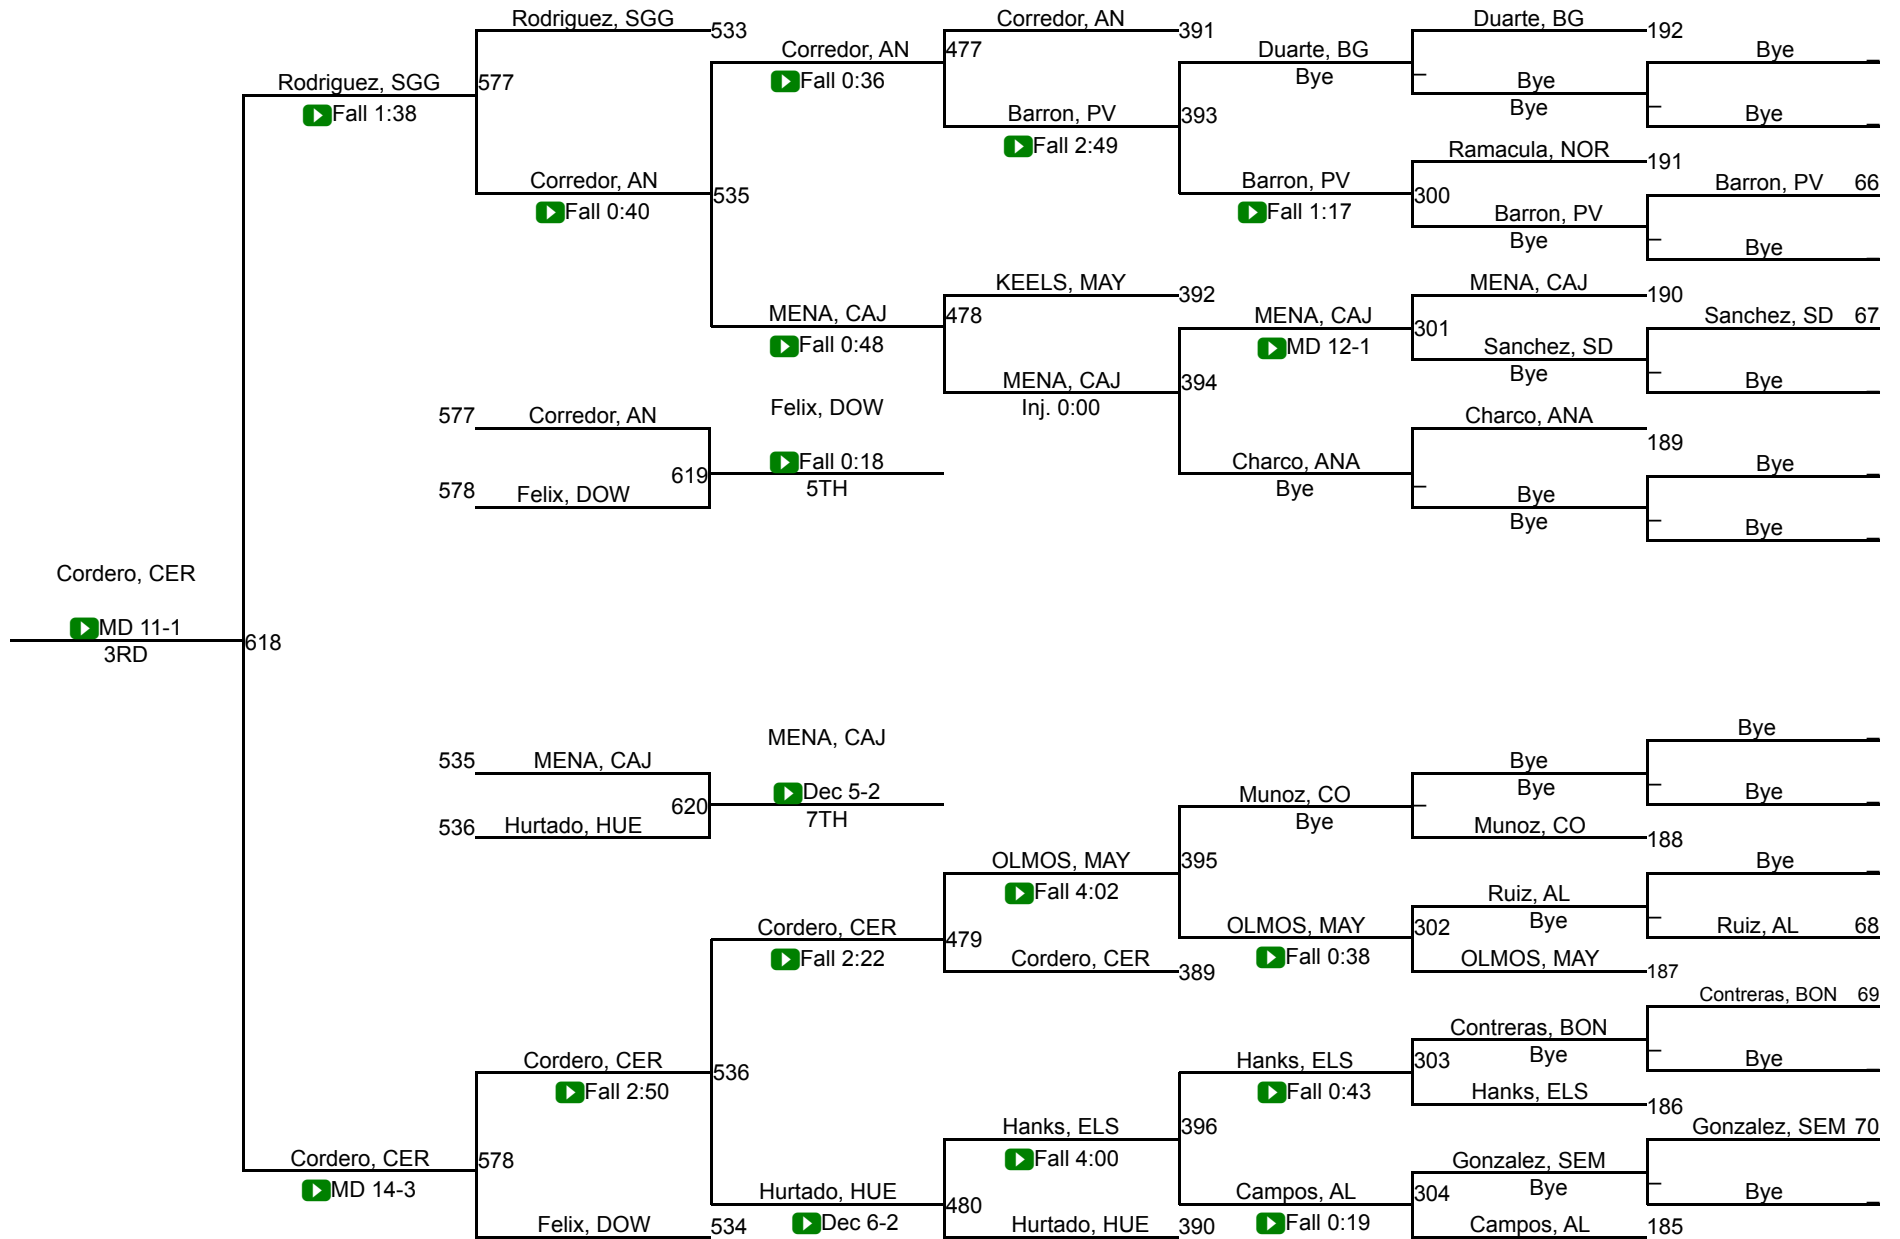 Rodriguez, SGG
533
Corredor, AN
391
Duarte, BG
192
Corredor, AN
477
Duarte, BG
Bye
Rodriguez, SGG
577
Fall 0:36
Bye
Bye
Fall 1:38
Barron, PV
393
Bye
Bye
Fall 2:49
Ramacula, NOR
191
Corredor, AN
535
Barron, PV
300
Barron, PV 66
Fall 0:40
Fall 1:17
Barron, PV
Bye
Bye
KEELS, MAY
392
MENA, CAJ
190
MENA, CAJ
478
MENA, CAJ
301
Sanchez, SD 67
Fall 0:48
MD 12-1
Sanchez, SD
Bye
MENA, CAJ
394
Bye
577
Corredor, AN
Felix, DOW
Inj. 0:00
Charco, ANA
189
Fall 0:18
Charco, ANA
Bye
578
Felix, DOW
619
5TH
Bye
Bye
Bye
Bye
Cordero, CER
MD 11-1
618
3RD
MENA, CAJ
Bye
535
MENA, CAJ
Bye
Dec 5-2
Munoz, CO
Bye
Bye
536
Hurtado, HUE
620
7TH
Bye
Munoz, CO
188
OLMOS, MAY
395
Bye
Fall 4:02
Ruiz, AL
Cordero, CER
479
OLMOS, MAY
302
Bye
Ruiz, AL 68
Fall 2:22
Cordero, CER
389
Fall 0:38
OLMOS, MAY
187
Contreras, BON 69
Contreras, BON
Cordero, CER
536
Hanks, ELS
303
Bye
Bye
Fall 2:50
Fall 0:43
Hanks, ELS
186
Hanks, ELS
396
Gonzalez, SEM 70
Cordero, CER
578
Fall 4:00
Gonzalez, SEM
MD 14-3
Hurtado, HUE
480
Campos, AL
304
Bye
Bye
Felix, DOW
534
Dec 6-2
Hurtado, HUE
390
Fall 0:19
Campos, AL
185